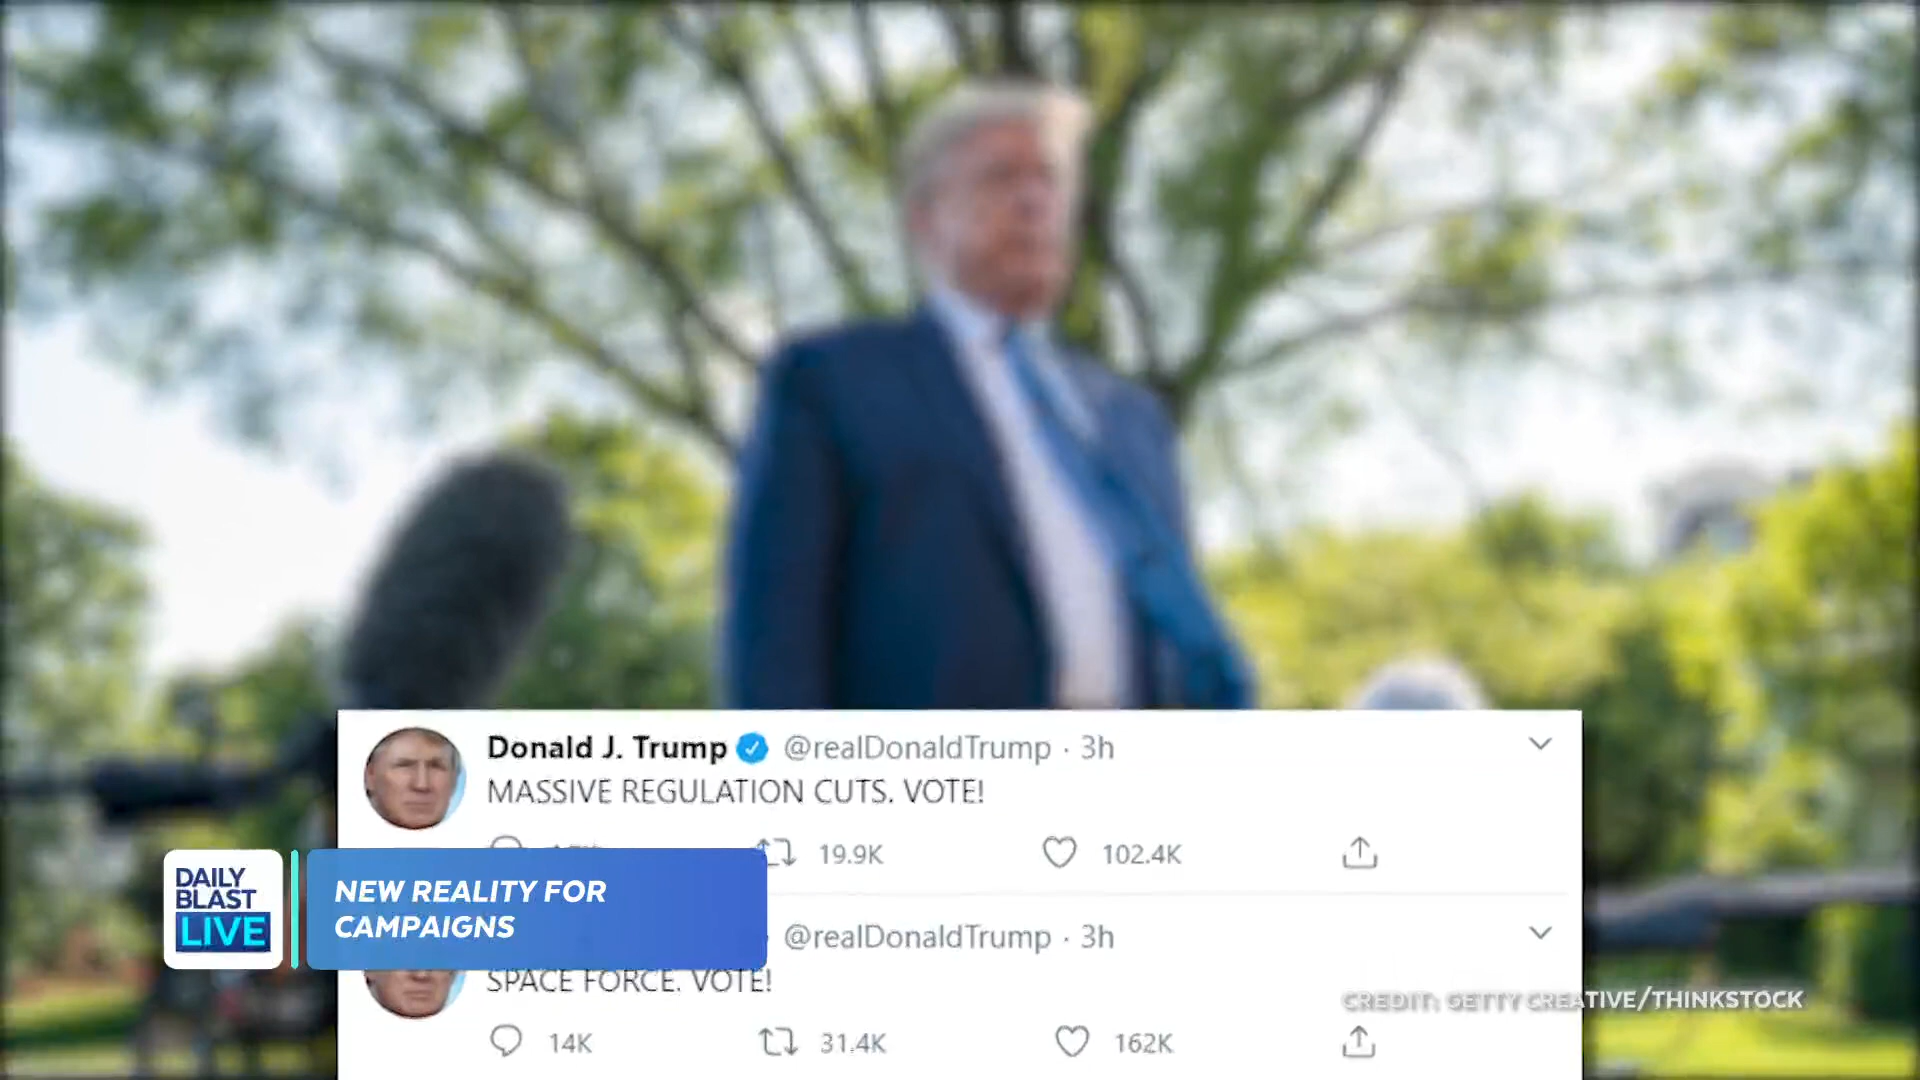 Donald J. Trump @realDonaldTrump · 3h
MASSIVE REGULATION CUTS. VOTE!
19.9K 102.4K
DAILY
BLAST
LIVE
NEW REALITY FOR
CAMPAIGNS
@realDonaldTrump · 3h
SPACE FORCE. VOTE!
CREDIT: GETTY CREATIVE/THINKSTOCK
14K 31.4K 162K